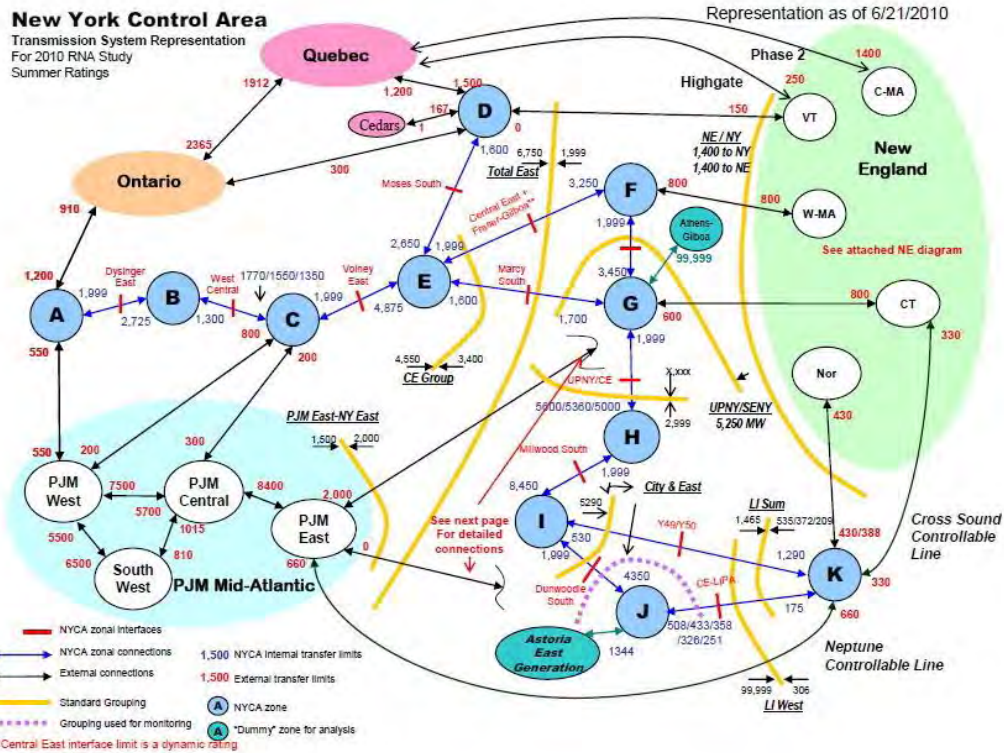 New York Control Area
Transmission System Representation
For 2010 RNA Study
Summer Ratings
Representation as of 6/21/2010
Quebec
Phase 2
1400
C-MA
1912
1,500
1,200
Highgate
250
VT
167
Cedars
1
D
0
150
New
England
2365
1,600
NE / NY
1,400 to NY
1,400 to NE
6,750
1,999
Total East
Ontario
300
Moses South
F
3,250
800
800
W-MA
910
Central East +
Fraser-Gilboa**
1,999
Athens-
Gilboa
99,999
See attached NE diagram
2,650
1,999
3,450
1,200
Dysinger
East
1770/1550/1350
Volney
East
Marcy
South
A
1,999
B
West
Central
C
1,999
E
G
800
CT
2,725
1,300
4,875
1,600
1,700
600
550
800
200
1,999
330
4,550
3,400
CE Group
UPNY/CE
x,xxx
Nor
2,999
UPNY/SENY
5,250 MW
5600/5360/5000
430
PJM East-NY East
1,500
2,000
H
550
200
300
Millwood South
1,999
PJM
West
7500
5700
PJM
Central
8400
2,000
8,450
City & East
1015
PJM
East
See next page
For detailed
connections
I
5290
LI Sum
1,465
535/372/209
430/388
Cross Sound
Controllable
Line
530
Y49/Y50
5500
6500
South
West
810
660
0
1,999
1,290
K
330
PJM Mid-Atlantic
Dunwoodie
South
4350
CE-LIPA
175
660
J
508/433/358
/326/251
Neptune
Controllable Line
Astoria
East
Generation
1344
99,999
306
LI West
NYCA zonal interfaces
NYCA zonal connections
1,500 NYCA Internal transfer limits
External connections
1,500 External transfer limits
Standard Grouping
A NYCA zone
Grouping used for monitoring
A "Dummy" zone for analysis
Central East interface limit is a dynamic rating